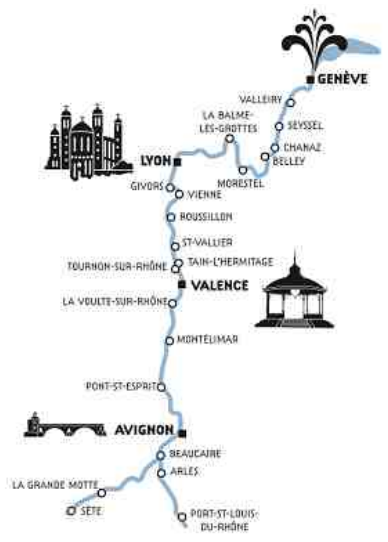 GENÈVE
VALLEIRY
LA BALME-
LES-GROTTES
SEYSSEL
CHANAZ
BELLEY
LYON
MORESTEL
GIVORS
VIENNE
ROUSSILLON
ST-VALLIER
TAIN-L'HERMITAGE
TOURNON-SUR-RHÔNE
VALENCE
LA VOULTE-SUR-RHÔNE
MONTÉLIMAR
PONT-ST-ESPRIT
AVIGNON
BEAUCAIRE
ARLES
LA GRANDE MOTTE
SÈTE
PORT-ST-LOUIS-
DU-RHÔNE